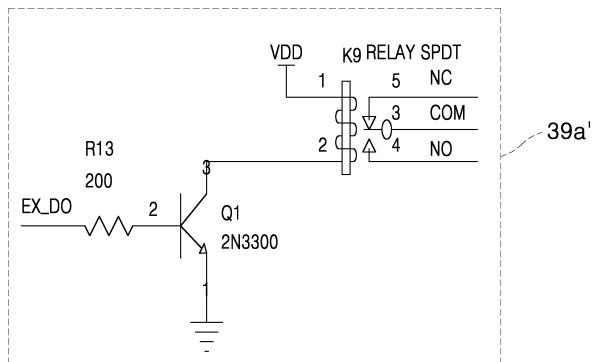 VDD
K9 RELAY SPDT
1
5
NC
3
COM
2
4
NO
39a'
R13
200
3
EX_DO
2
Q1
2N3300
1